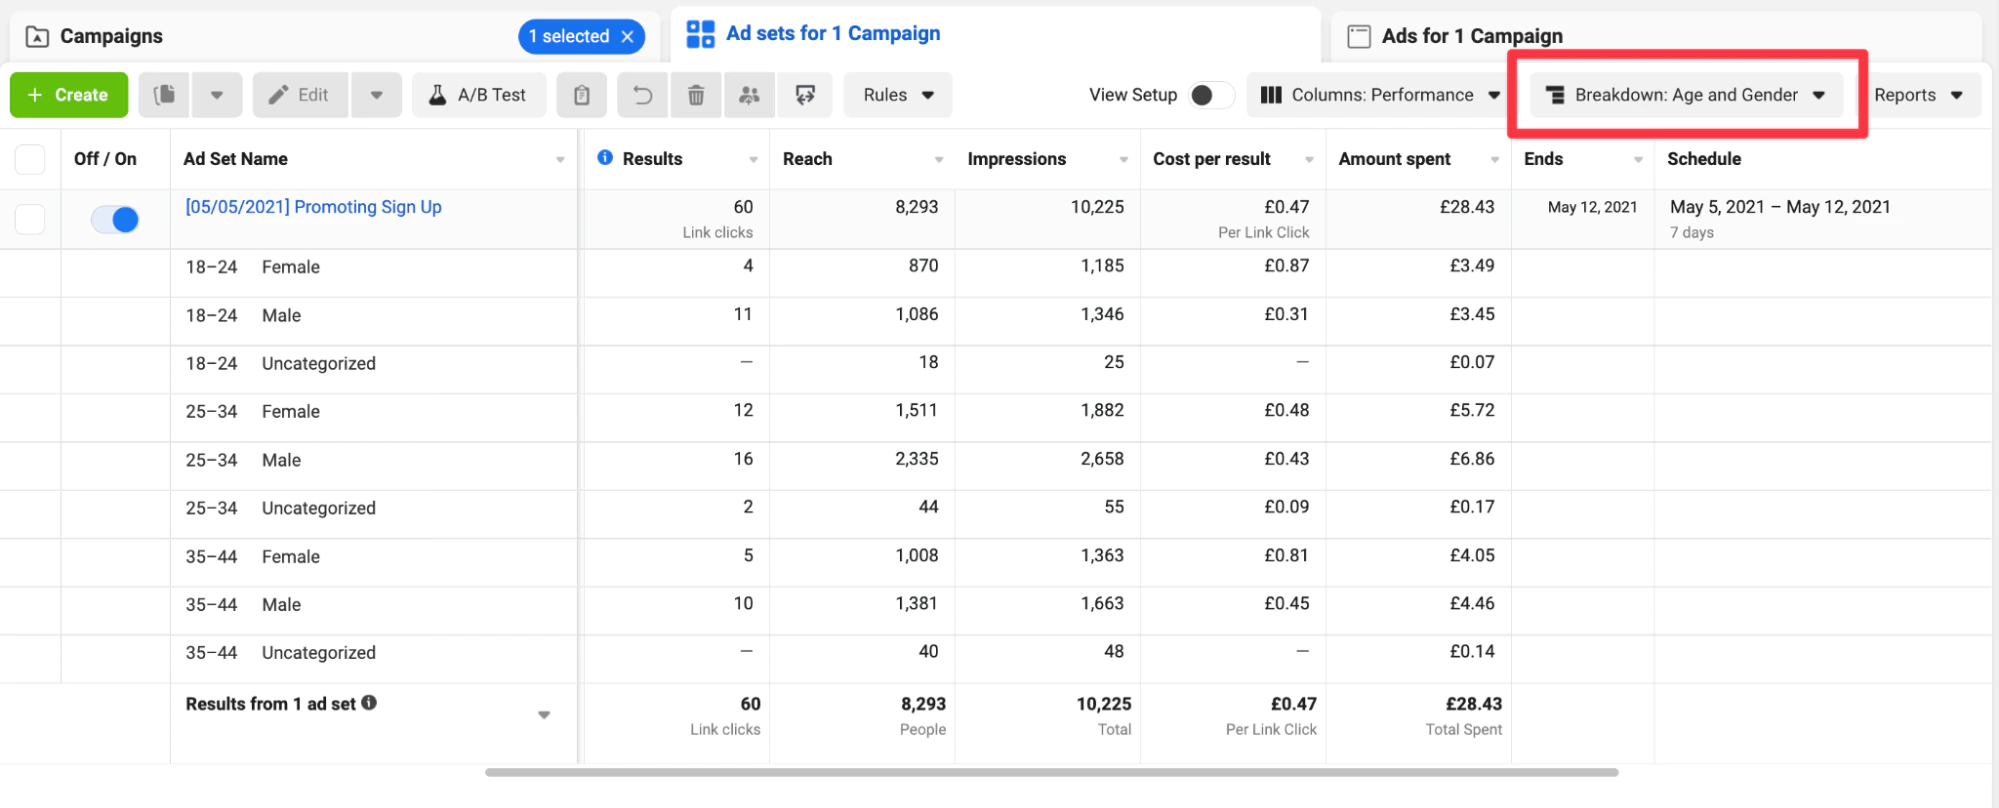 Campaigns 1 selected × Ad sets for 1 Campaign Ads for 1 Campaign
+ Create Edit A/B Test Rules View Setup Columns: Performance Breakdown: Age and Gender Reports
Off / On Ad Set Name Results Reach Impressions Cost per result Amount spent Ends Schedule
[05/05/2021] Promoting Sign Up 60 8,293 10,225 £0.47 £28.43 May 12, 2021 May 5, 2021 – May 12, 2021
Link clicks Per Link Click 7 days
18–24 Female 4 870 1,185 £0.87 £3.49
18–24 Male 11 1,086 1,346 £0.31 £3.45
18–24 Uncategorized — 18 25 — £0.07
25–34 Female 12 1,511 1,882 £0.48 £5.72
25–34 Male 16 2,335 2,658 £0.43 £6.86
25–34 Uncategorized 2 44 55 £0.09 £0.17
35–44 Female 5 1,008 1,363 £0.81 £4.05
35–44 Male 10 1,381 1,663 £0.45 £4.46
35–44 Uncategorized — 40 48 — £0.14
Results from 1 ad set 60 8,293 10,225 £0.47 £28.43
Link clicks People Total Per Link Click Total Spent